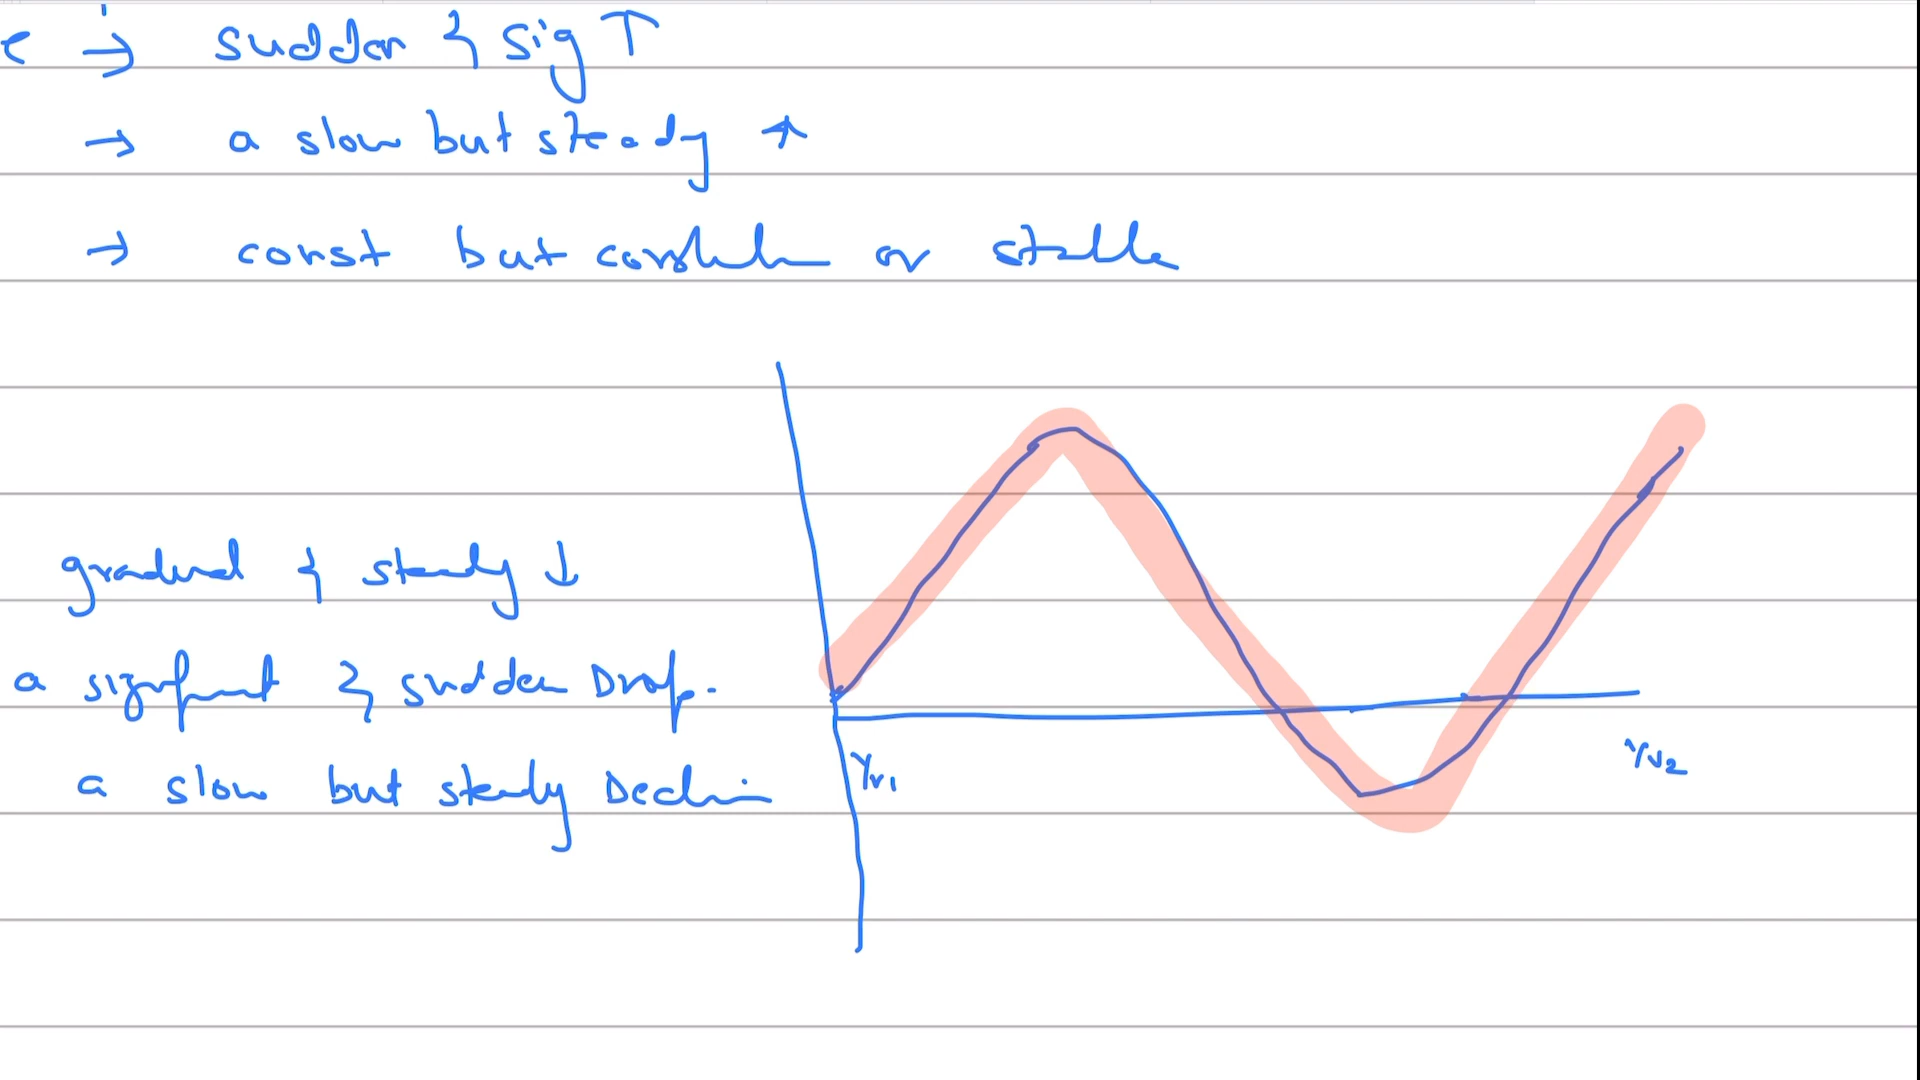 e → sudden & sig ↑
→ a slow but steady ↑
→ const but or stable
gradual & steady ↓
a significant & sudden Drop.
a slow but steady Decline
Yr1
Yr2